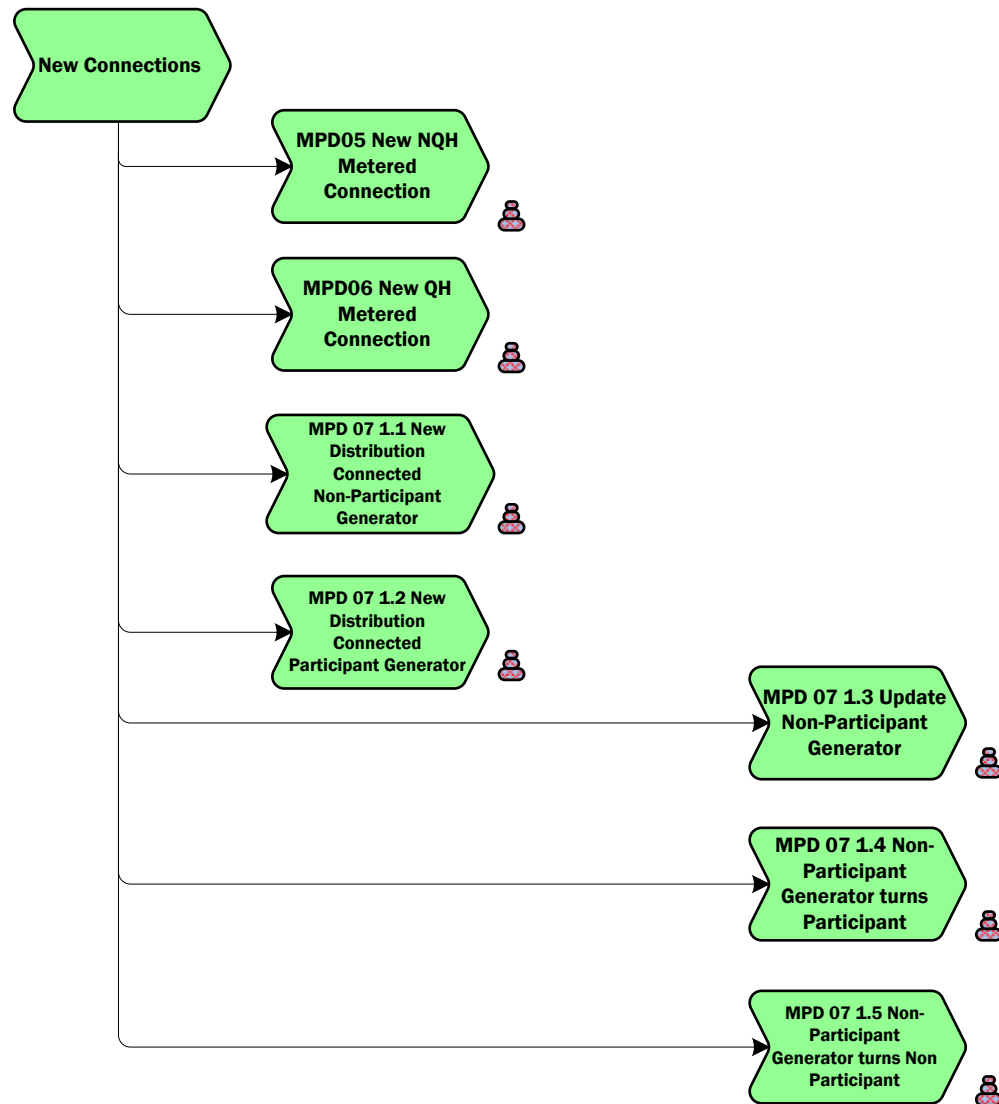 New Connections
MPD05 New NQH
Metered
Connection
MPD06 New QH
Metered
Connection
MPD 07 1.1 New
Distribution
Connected
Non-Participant
Generator
MPD 07 1.2 New
Distribution
Connected
Participant Generator
MPD 07 1.3 Update
Non-Participant
Generator
MPD 07 1.4 Non-
Participant
Generator turns
Participant
MPD 07 1.5 Non-
Participant
Generator turns Non
Participant